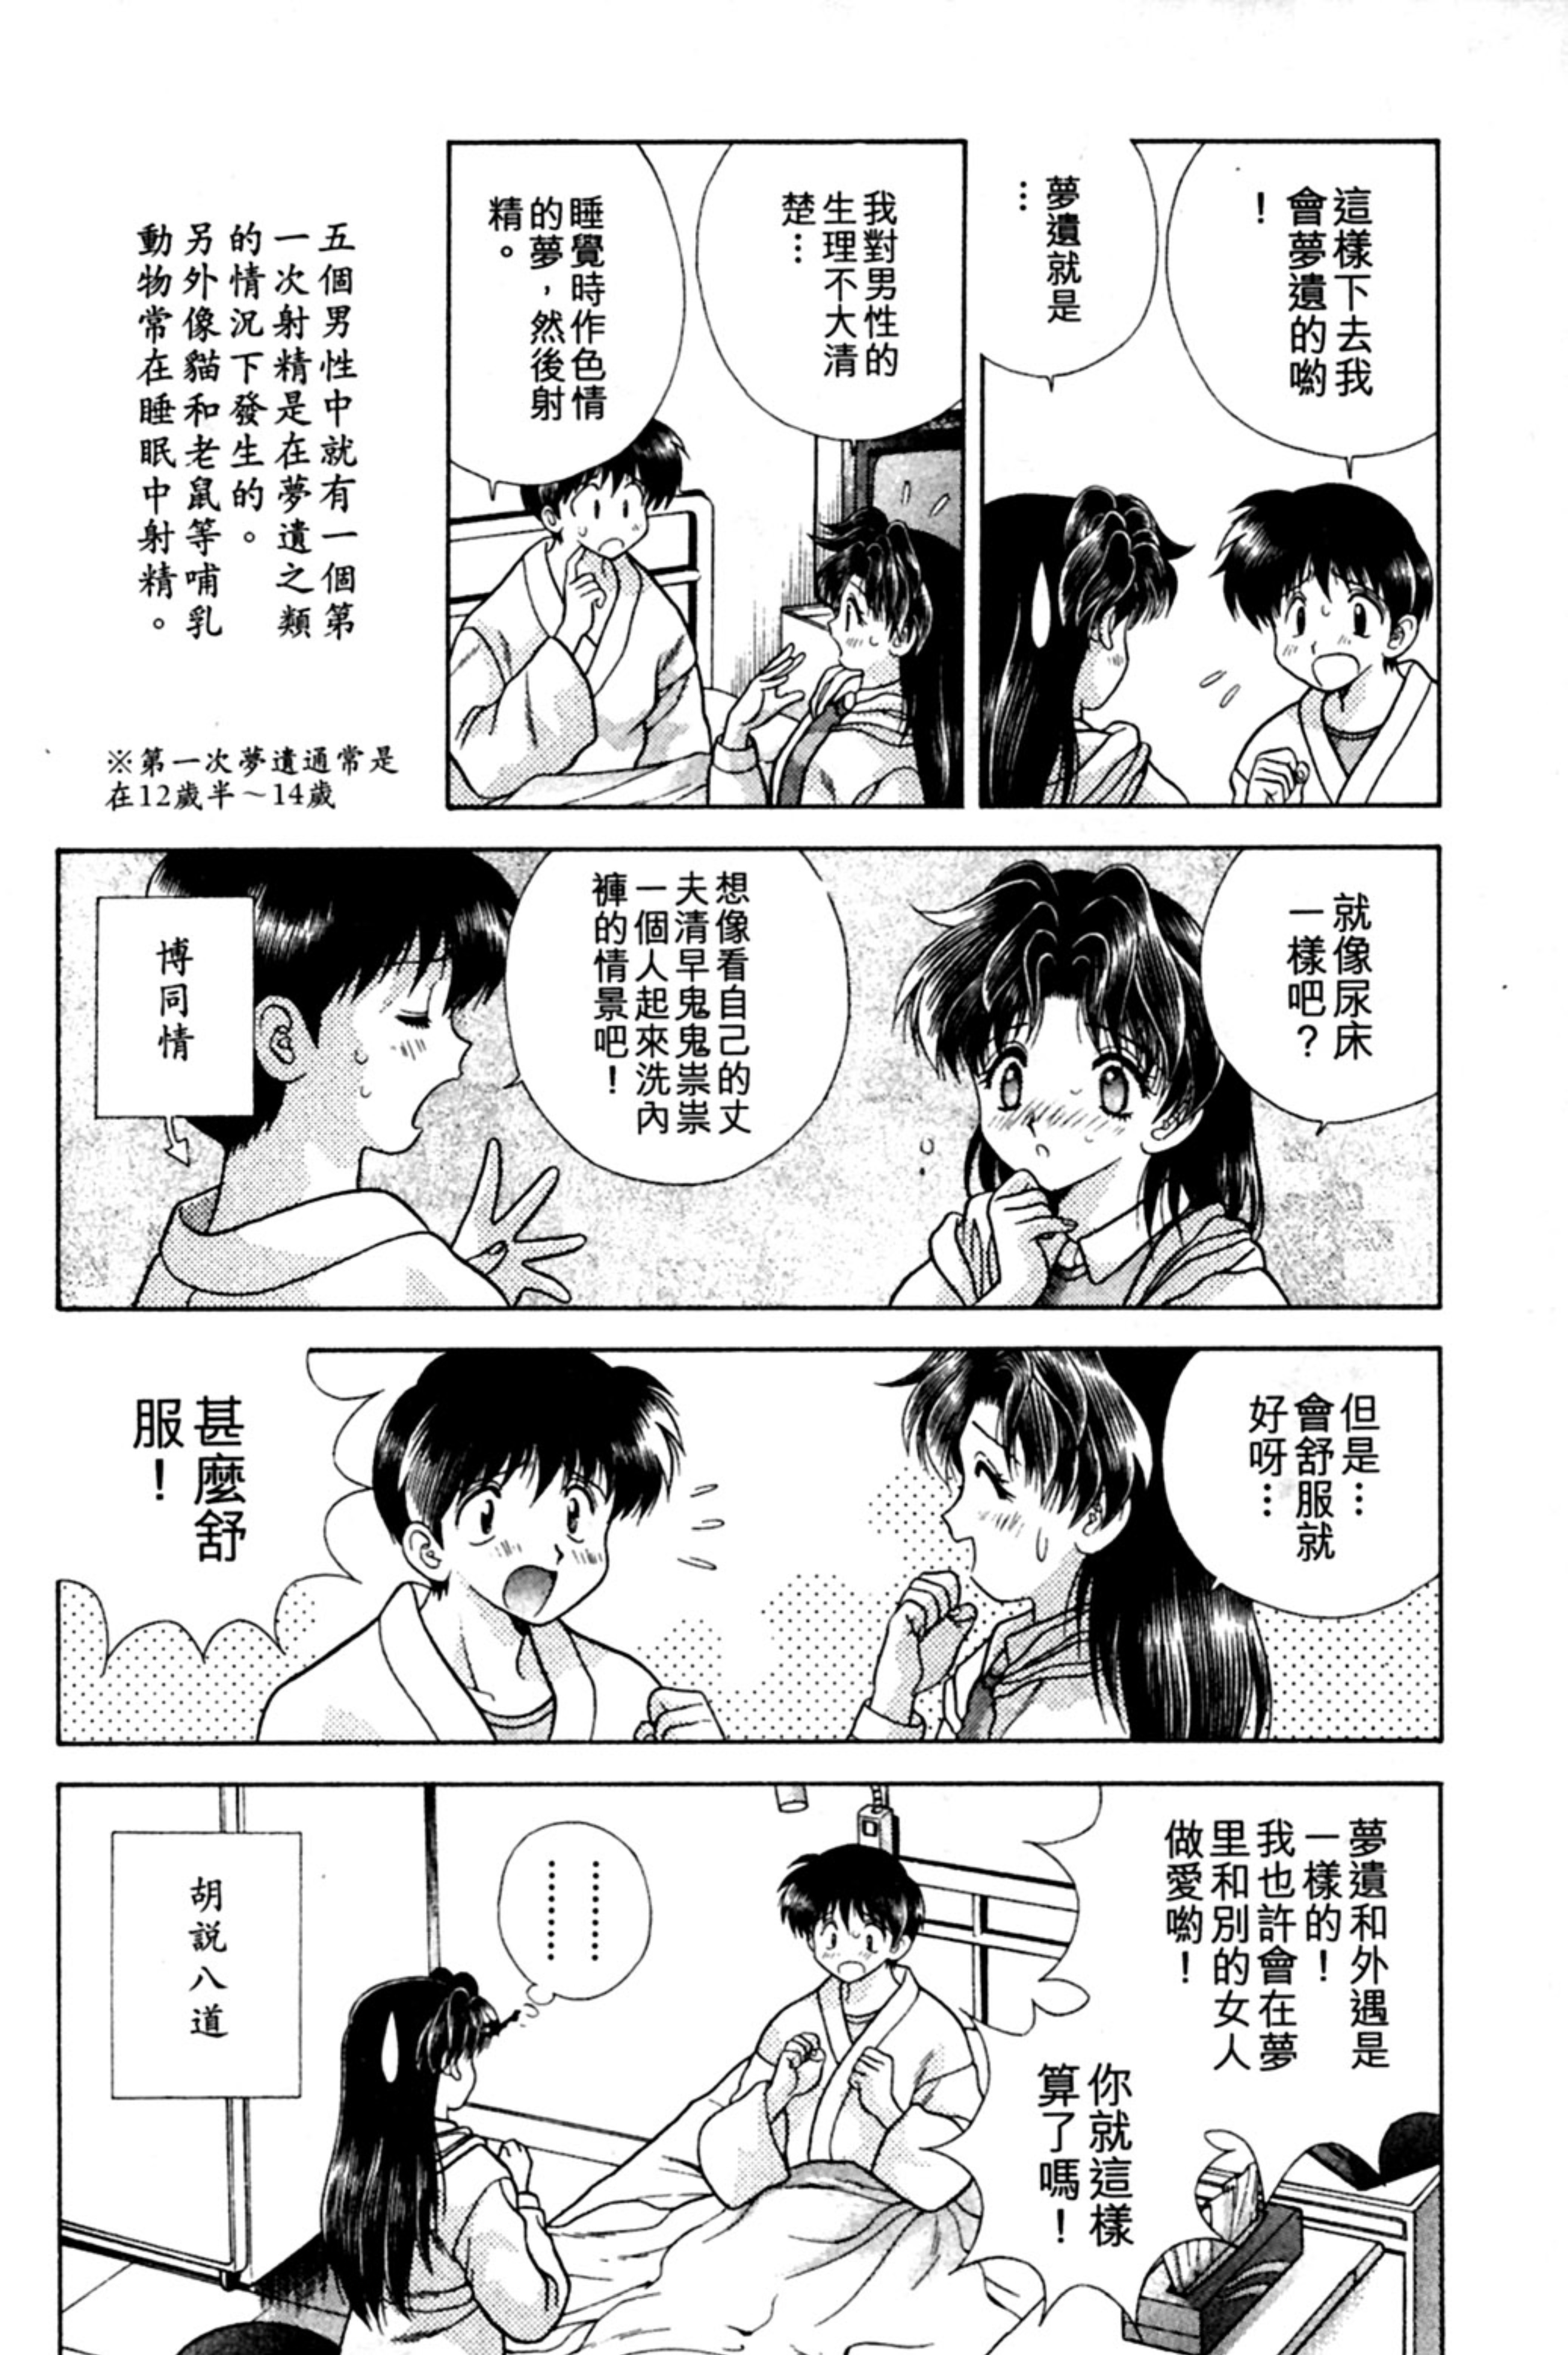 這樣下去我
會夢遺的喲
！
夢遺就是
…
我對男性的
生理不大清
楚…
睡覺時作色情
的夢，然後射
精。
五個男性中就有一個第
一次射精是在夢遺之類
的情況下發生的。
另外像貓和老鼠等哺乳
動物常在睡眠中射精。
※第一次夢遺通常是
在12歲半～14歲
就像尿床
一樣吧？
想像看自己的丈
夫清早鬼鬼祟祟
一個人起來洗內
褲的情景吧！
博同情
但是…
會舒服就
好呀…
甚麼舒
服！
夢遺和外遇是
一樣的！
我也許會在夢
里和別的女人
做愛喲！
你就這樣
算了嗎！
………
………
胡説八道